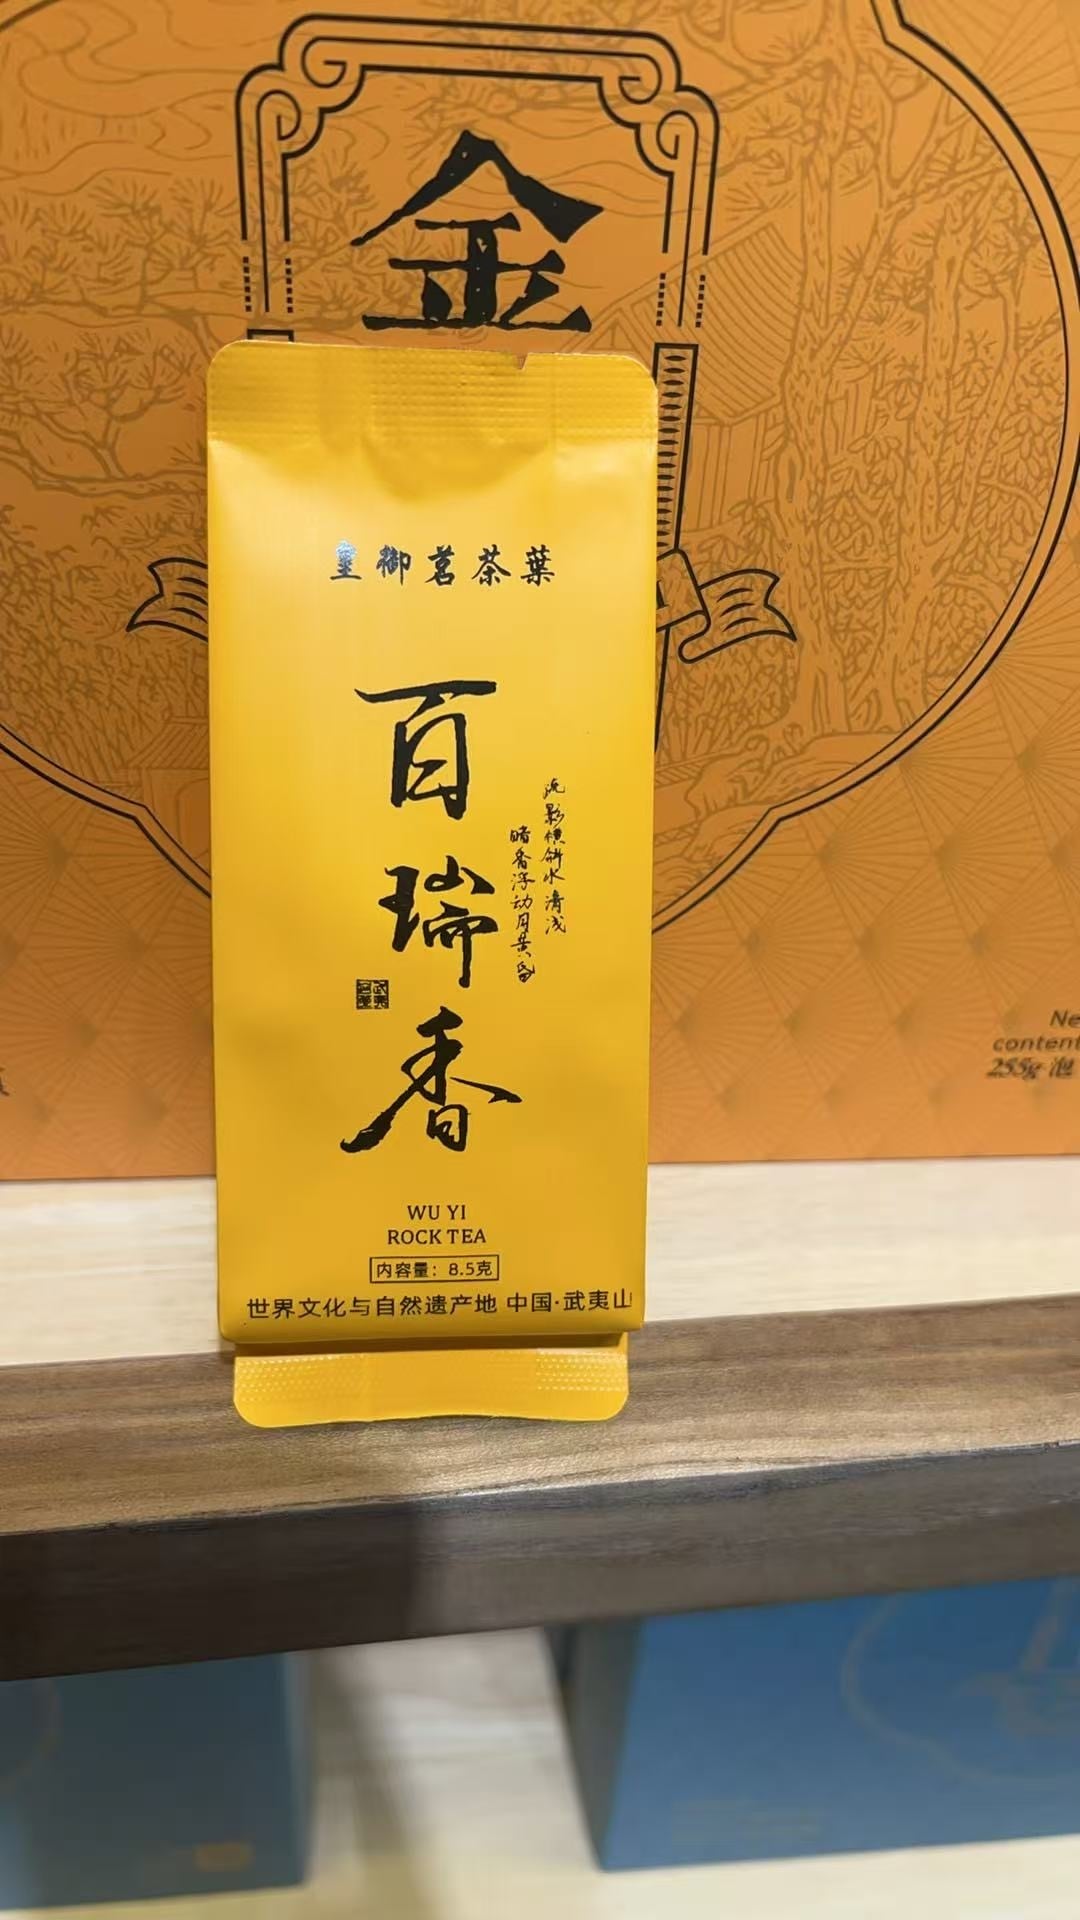 金
皇御茗茶葉
百瑞香
疏影横斜水清浅
暗香浮动月黄昏
WU YI
ROCK TEA
内容量：8.5克
世界文化与自然遗产地 中国·武夷山
Ne
content
255g 泡